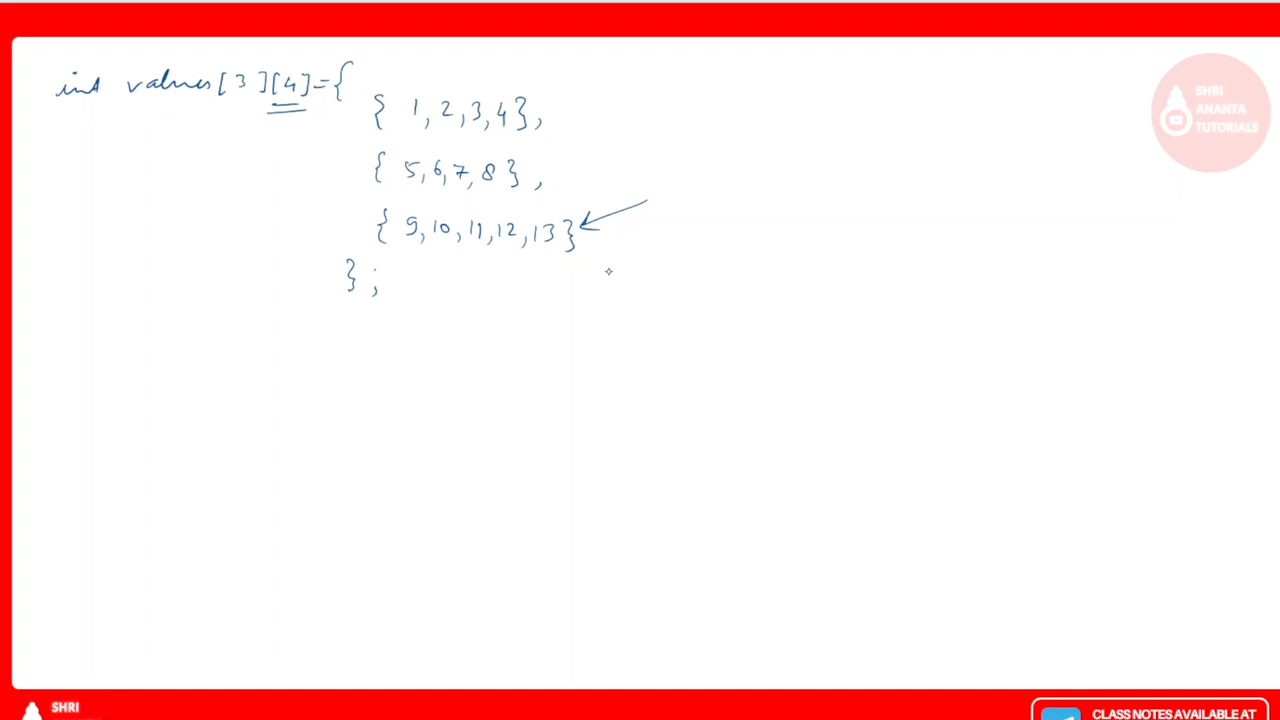 int values[3][4]={
{ 1, 2, 3, 4},
{ 5, 6, 7, 8 } ,
{ 9, 10, 11, 12, 13}
} ;
SHRI
ANANTA
TUTORIALS
SHRI
CLASS NOTES AVAILABLE AT